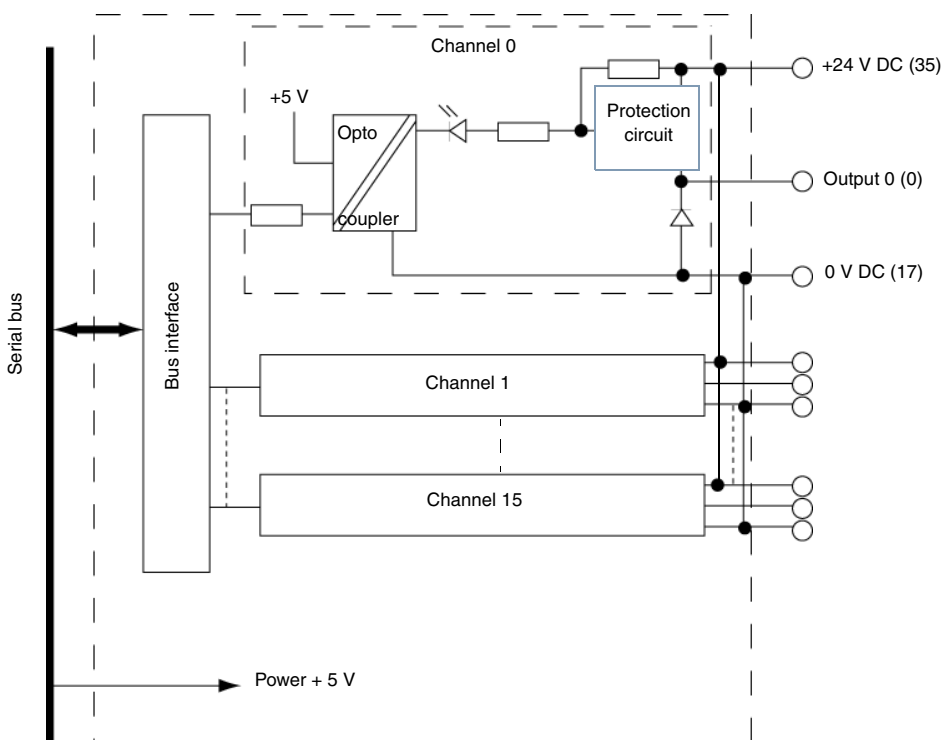 Channel 0
+24 V DC (35)
+5 V
Protection
circuit
Opto
coupler
Output 0 (0)
0 V DC (17)
Serial bus
Bus interface
Channel 1
Channel 15
Power + 5 V